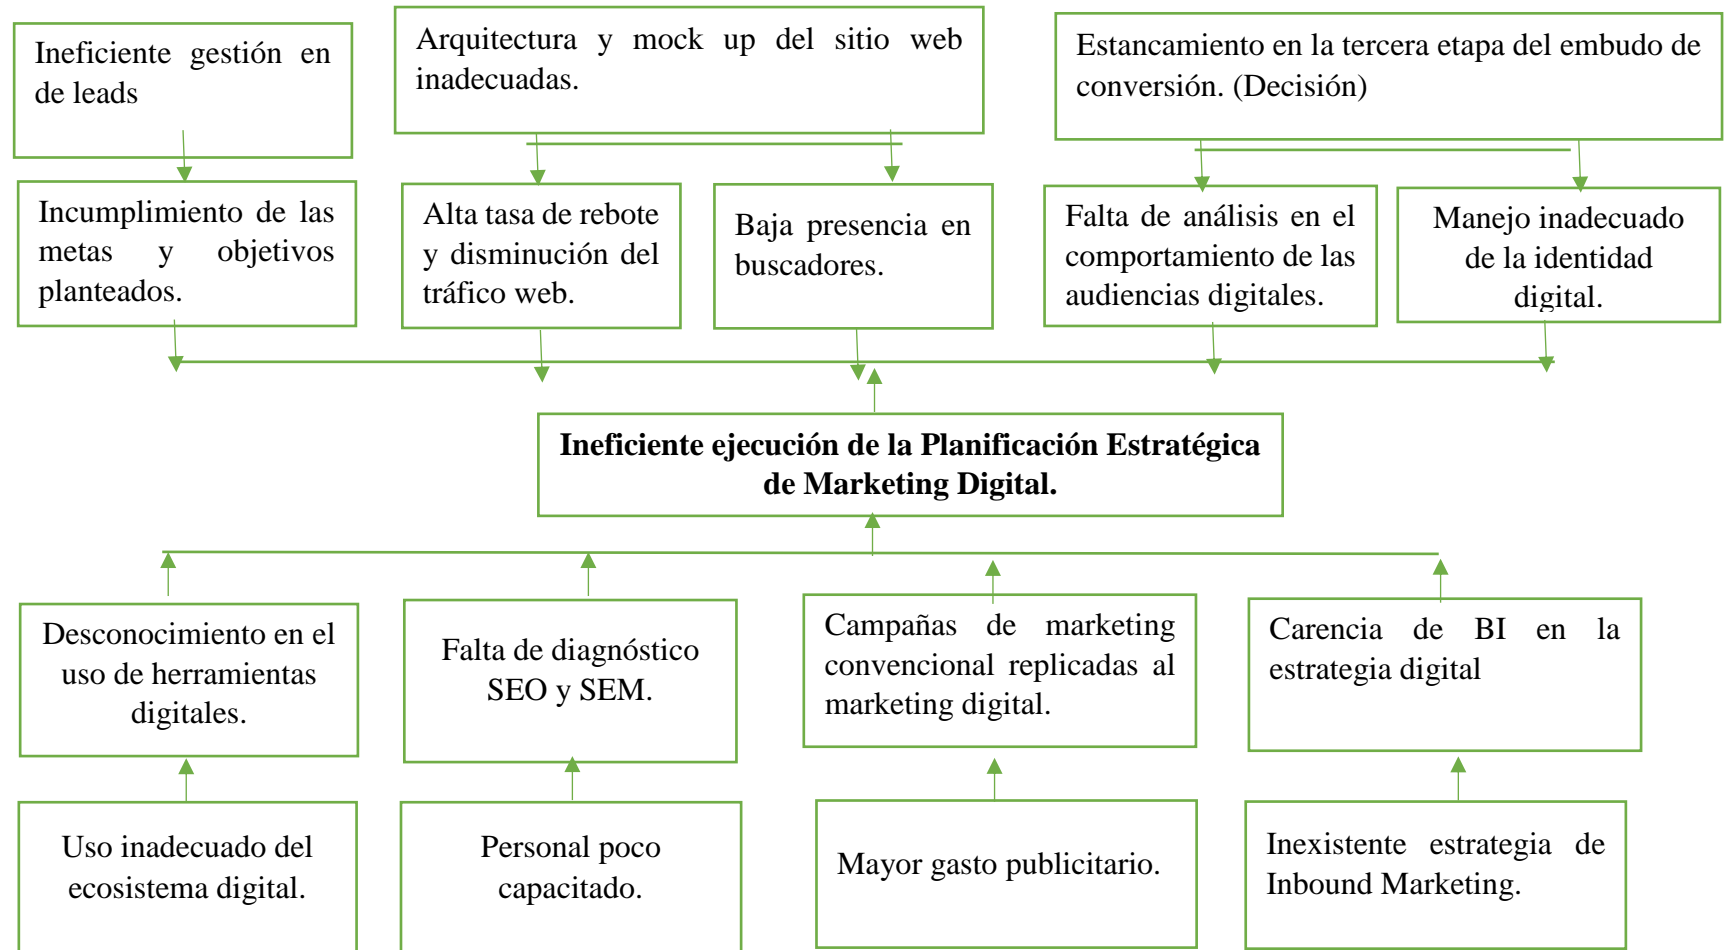 Ineficiente gestión en
de leads
Arquitectura y mock up del sitio web
inadecuadas.
Estancamiento en la tercera etapa del embudo de
conversión. (Decisión)
Incumplimiento de las
metas y objetivos
planteados.
Alta tasa de rebote
y disminución del
tráfico web.
Baja presencia en
buscadores.
Falta de análisis en el
comportamiento de las
audiencias digitales.
Manejo inadecuado
de la identidad
digital.
Ineficiente ejecución de la Planificación Estratégica
de Marketing Digital.
Desconocimiento en el
uso de herramientas
digitales.
Falta de diagnóstico
SEO y SEM.
Campañas de marketing
convencional replicadas al
marketing digital.
Carencia de BI en la
estrategia digital
Uso inadecuado del
ecosistema digital.
Personal poco
capacitado.
Mayor gasto publicitario.
Inexistente estrategia de
Inbound Marketing.